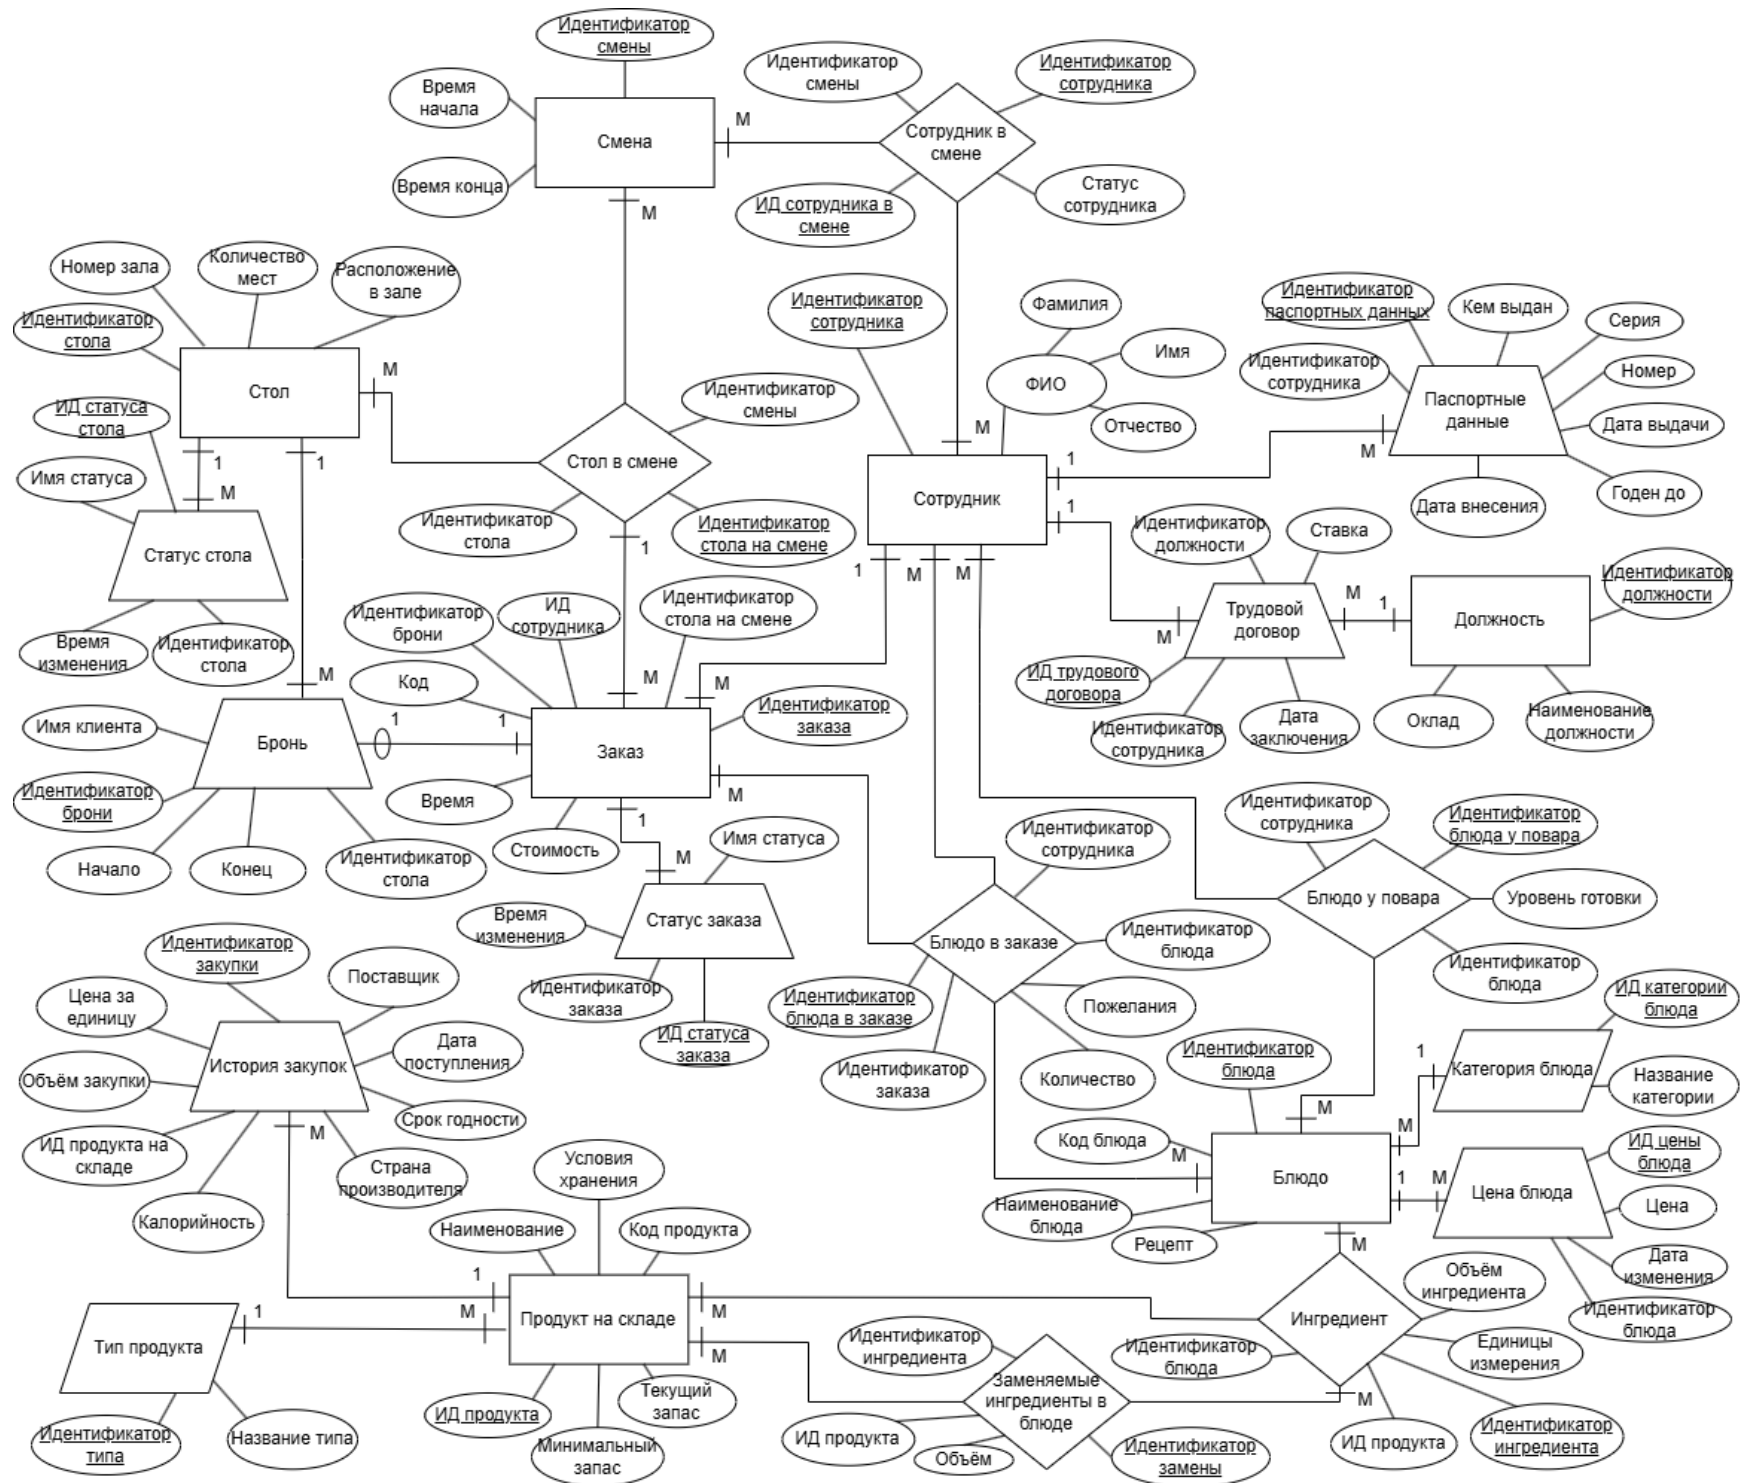 Идентификатор
смены
Время
начала
Время конца
Смена
М
Идентификатор
смены
Идентификатор
сотрудника
Сотрудник в
смене
ИД сотрудника в
смене
Статус
сотрудника
М
Номер зала
Количество
мест
Расположение
в зале
Идентификатор
стола
Стол
М
1
1
ИД статуса
стола
Имя статуса
М
Статус стола
Время
изменения
Идентификатор
стола
М
Идентификатор
смены
Стол в смене
Идентификатор
стола
Идентификатор
стола на смене
1
М
Идентификатор
сотрудника
Фамилия
ФИО
Имя
Отчество
М
Сотрудник
1
1
1
М
М
Идентификатор
паспортных данных
Кем выдан
Серия
Идентификатор
сотрудника
Номер
Паспортные
данные
Дата выдачи
М
Годен до
Дата внесения
Идентификатор
должности
Ставка
Трудовой
договор
М
М
1
ИД трудового
договора
Идентификатор
сотрудника
Дата
заключения
Должность
Идентификатор
должности
Оклад
Наименование
должности
Имя клиента
Бронь
1
1
Идентификатор
брони
Начало
Конец
Идентификатор
стола
Идентификатор
брони
ИД
сотрудника
Идентификатор
стола на смене
Код
М
Идентификатор
заказа
Заказ
Время
Стоимость
М
1
М
Имя статуса
Статус заказа
Время
изменения
Идентификатор
заказа
ИД статуса
заказа
Идентификатор
сотрудника
Блюдо в заказе
Идентификатор
блюда
Идентификатор
блюда в заказе
Пожелания
Идентификатор
заказа
Количество
Идентификатор
сотрудника
Идентификатор
блюда у повара
Блюдо у повара
Уровень готовки
Идентификатор
блюда
ИД категории
блюда
1
Категория блюда
Название
категории
Идентификатор
закупки
Поставщик
Цена за
единицу
История закупок
Дата
поступления
Объём закупки
Срок годности
ИД продукта на
складе
М
Страна
производителя
Калорийность
Идентификатор
блюда
М
М
Код блюда
М
Блюдо
1
М
Наименование
блюда
Рецепт
М
Цена блюда
ИД цены
блюда
Цена
Дата
изменения
Идентификатор
блюда
Условия
хранения
Наименование
Код продукта
1
М
Продукт на складе
М
М
ИД продукта
Минимальный
запас
Текущий
запас
Тип продукта
1
Идентификатор
типа
Название типа
Объём
ингредиента
Ингредиент
Единицы
измерения
Идентификатор
блюда
М
ИД продукта
Идентификатор
ингредиента
Идентификатор
ингредиента
Заменяемые
ингредиенты в
блюде
ИД продукта
Объём
Идентификатор
замены